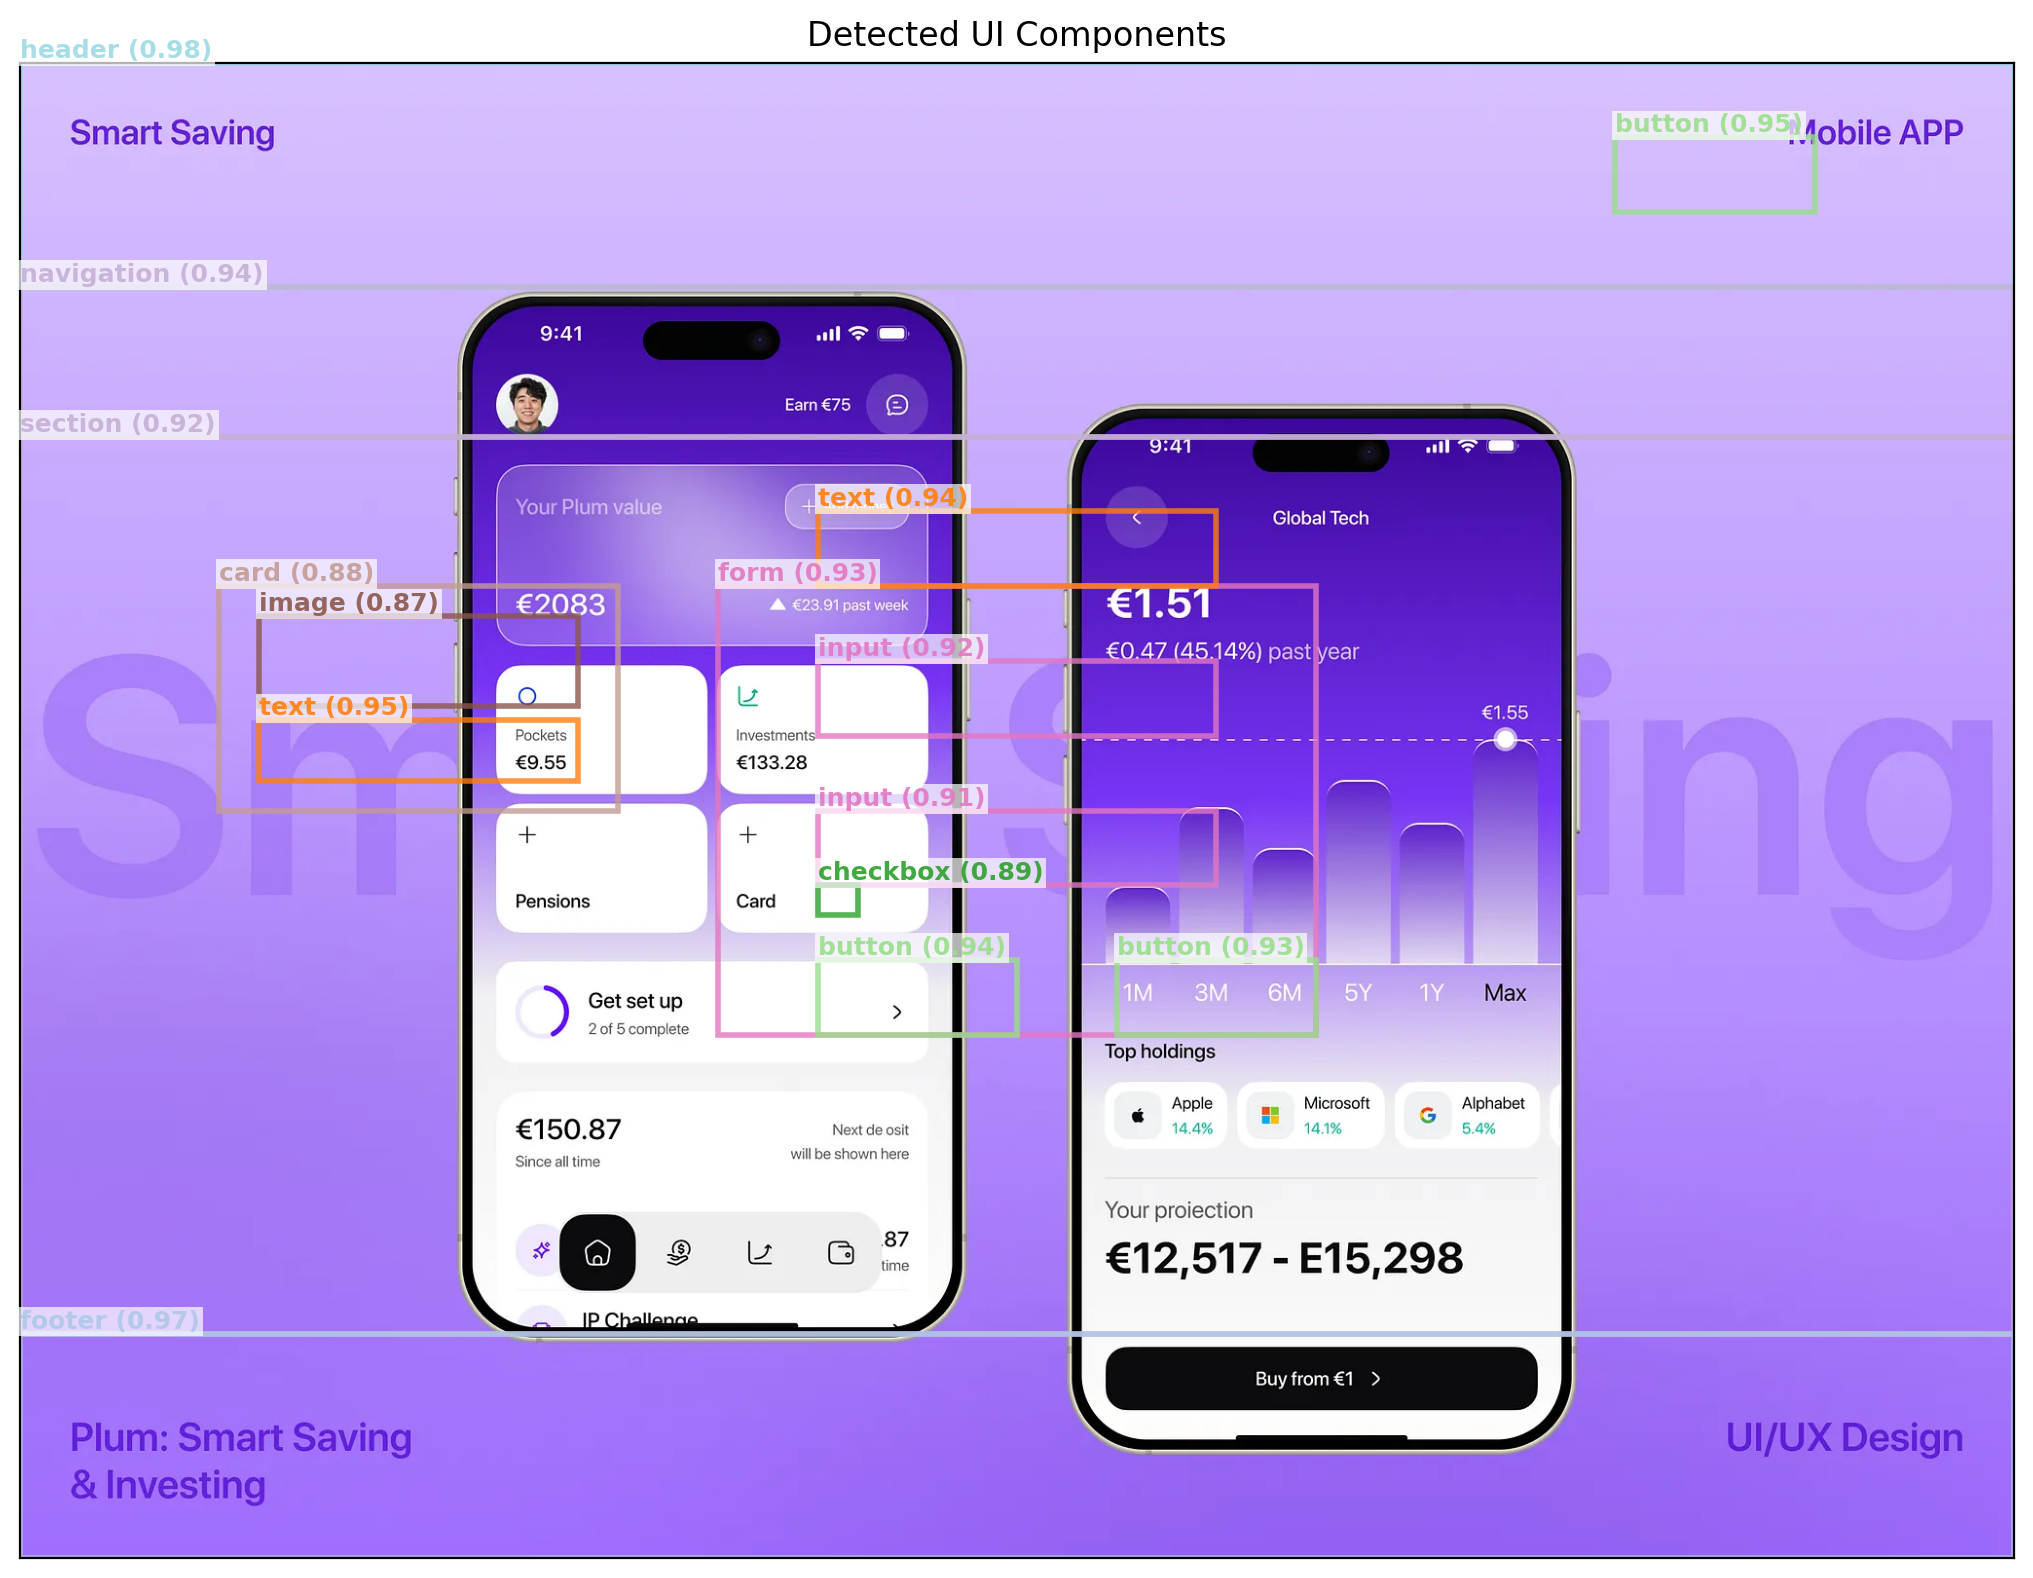 Detected UI Components
header (0.98)
Smart Saving
button (0.95)
Mobile APP
navigation (0.94)
9:41
Earn €75
section (0.92)
9:41
Your Plum value
+
text (0.94)
Global Tech
card (0.88)
form (0.93)
image (0.87)
€2083
€23.91 past week
€1.51
input (0.92)
€0.47 (45.14%) past year
text (0.95)
€1.55
Pockets
Investments
€9.55
€133.28
input (0.91)
checkbox (0.89)
Pensions
Card
button (0.94)
button (0.93)
Get set up
2 of 5 complete
1M 3M 6M 5Y 1Y Max
Top holdings
Apple
14.4%
Microsoft
14.1%
Alphabet
5.4%
€150.87
Since all time
Next de osit
will be shown here
Your proiection
€12,517 - E15,298
.87
time
IP Challenge
footer (0.97)
Buy from €1
Plum: Smart Saving
& Investing
UI/UX Design